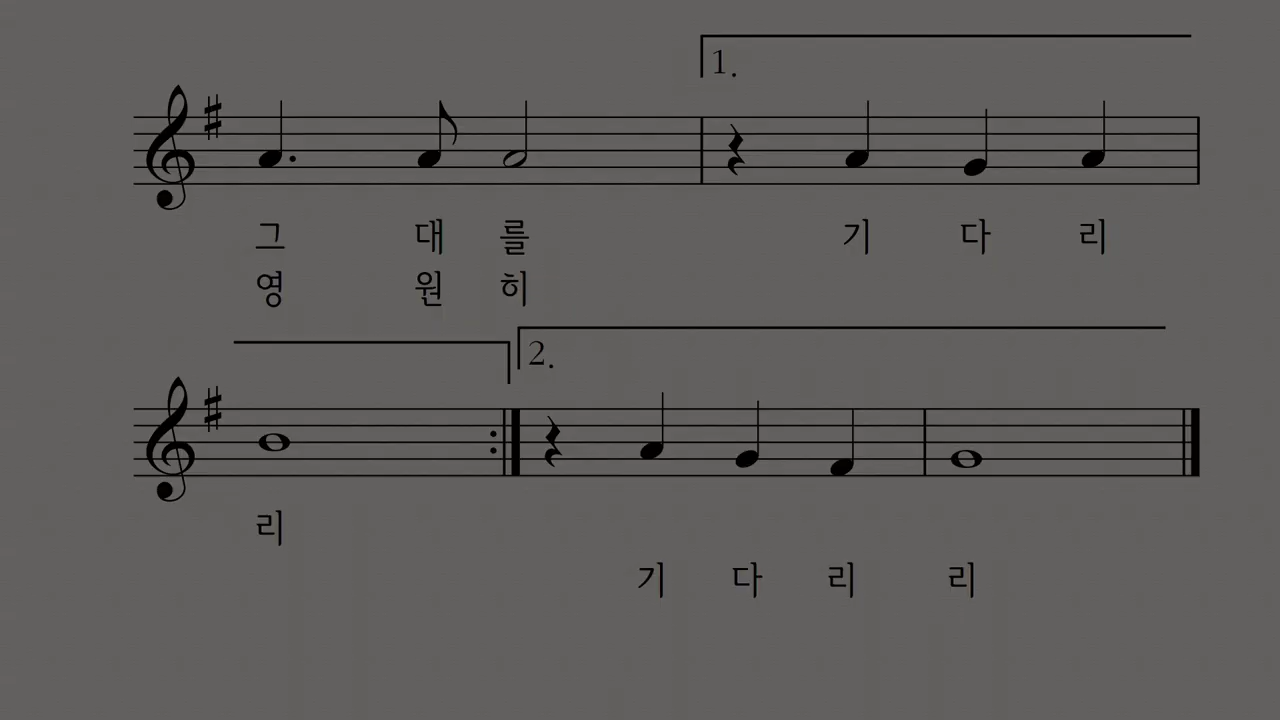 1.
그 대 를 기 다 리
영 원 히
2.
리
기 다 리 리